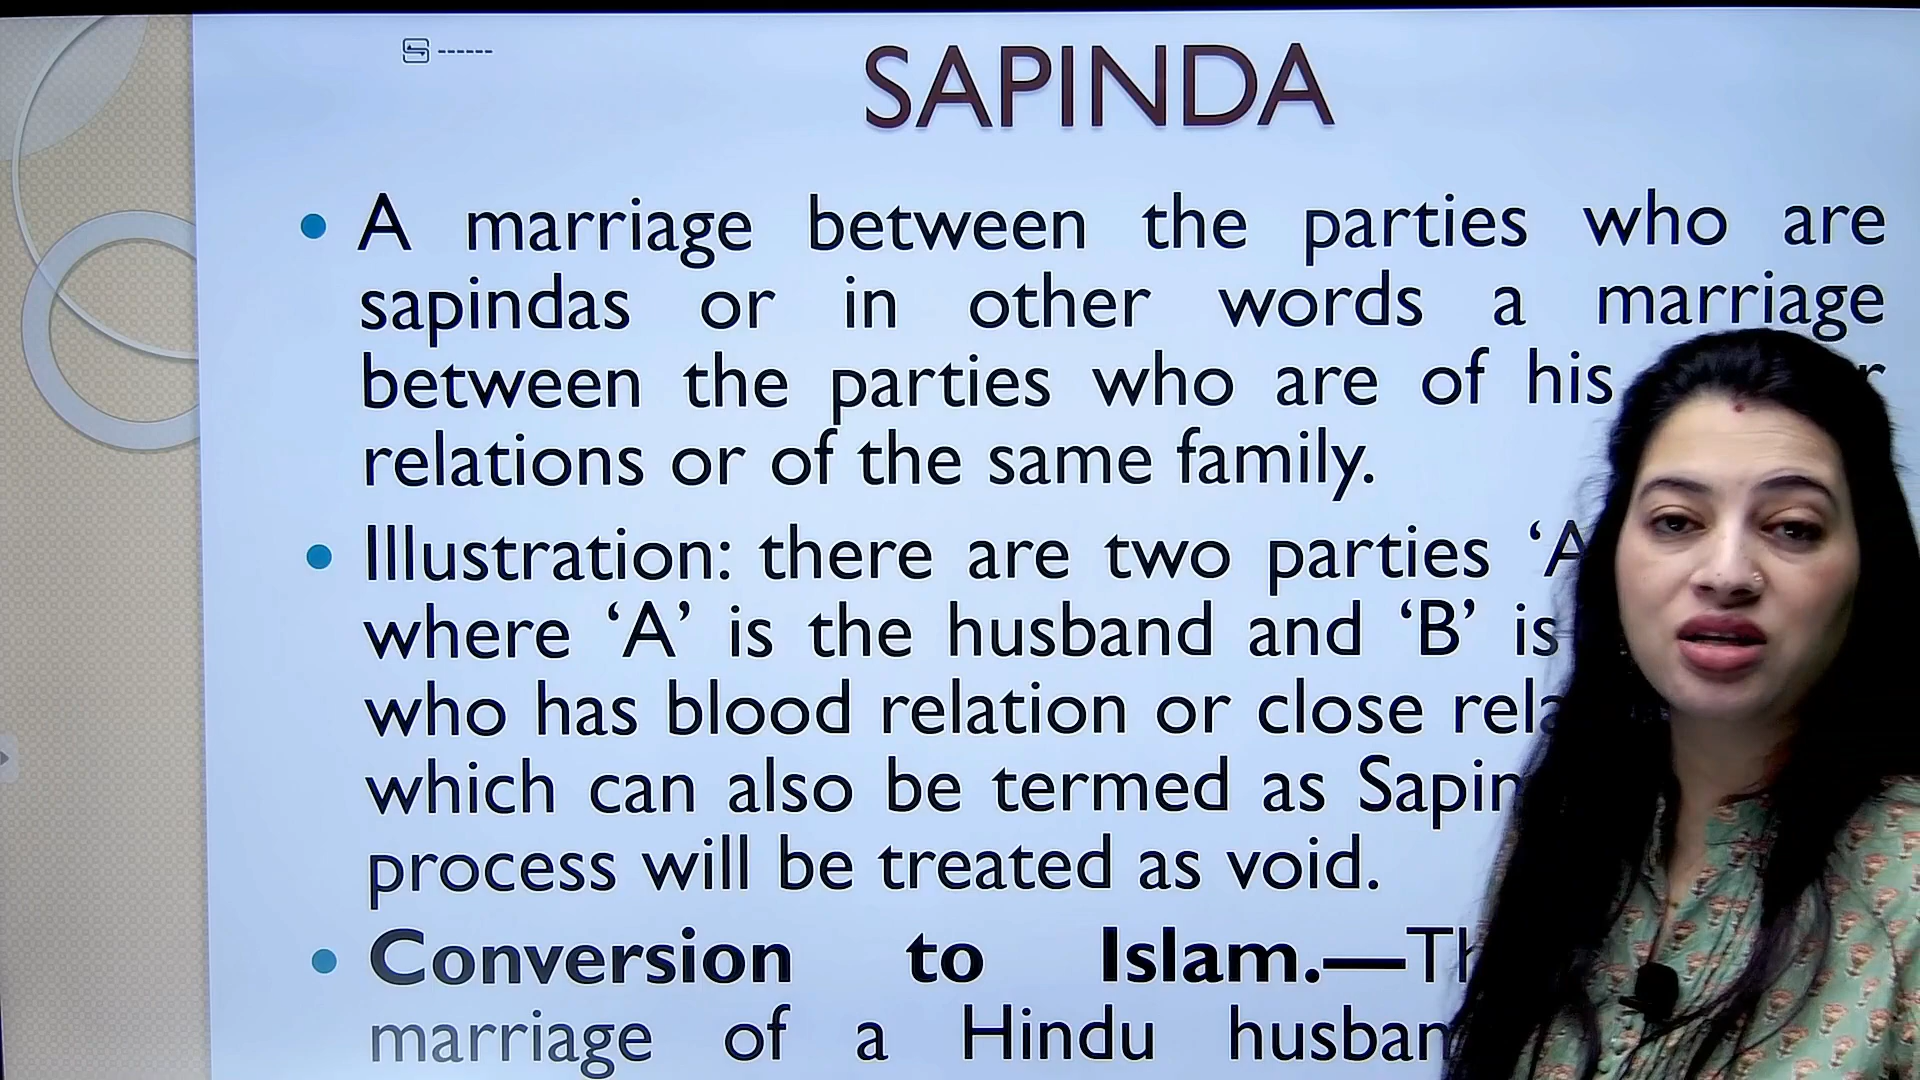 SAPINDA
A marriage between the parties who are
sapindas or in other words a marriage
between the parties who are of his
relations or of the same family.
Illustration: there are two parties ‘A
where ‘A’ is the husband and ‘B’ is
who has blood relation or close
which can also be termed as
process will be treated as void.
Conversion to Islam.—
marriage of a Hindu